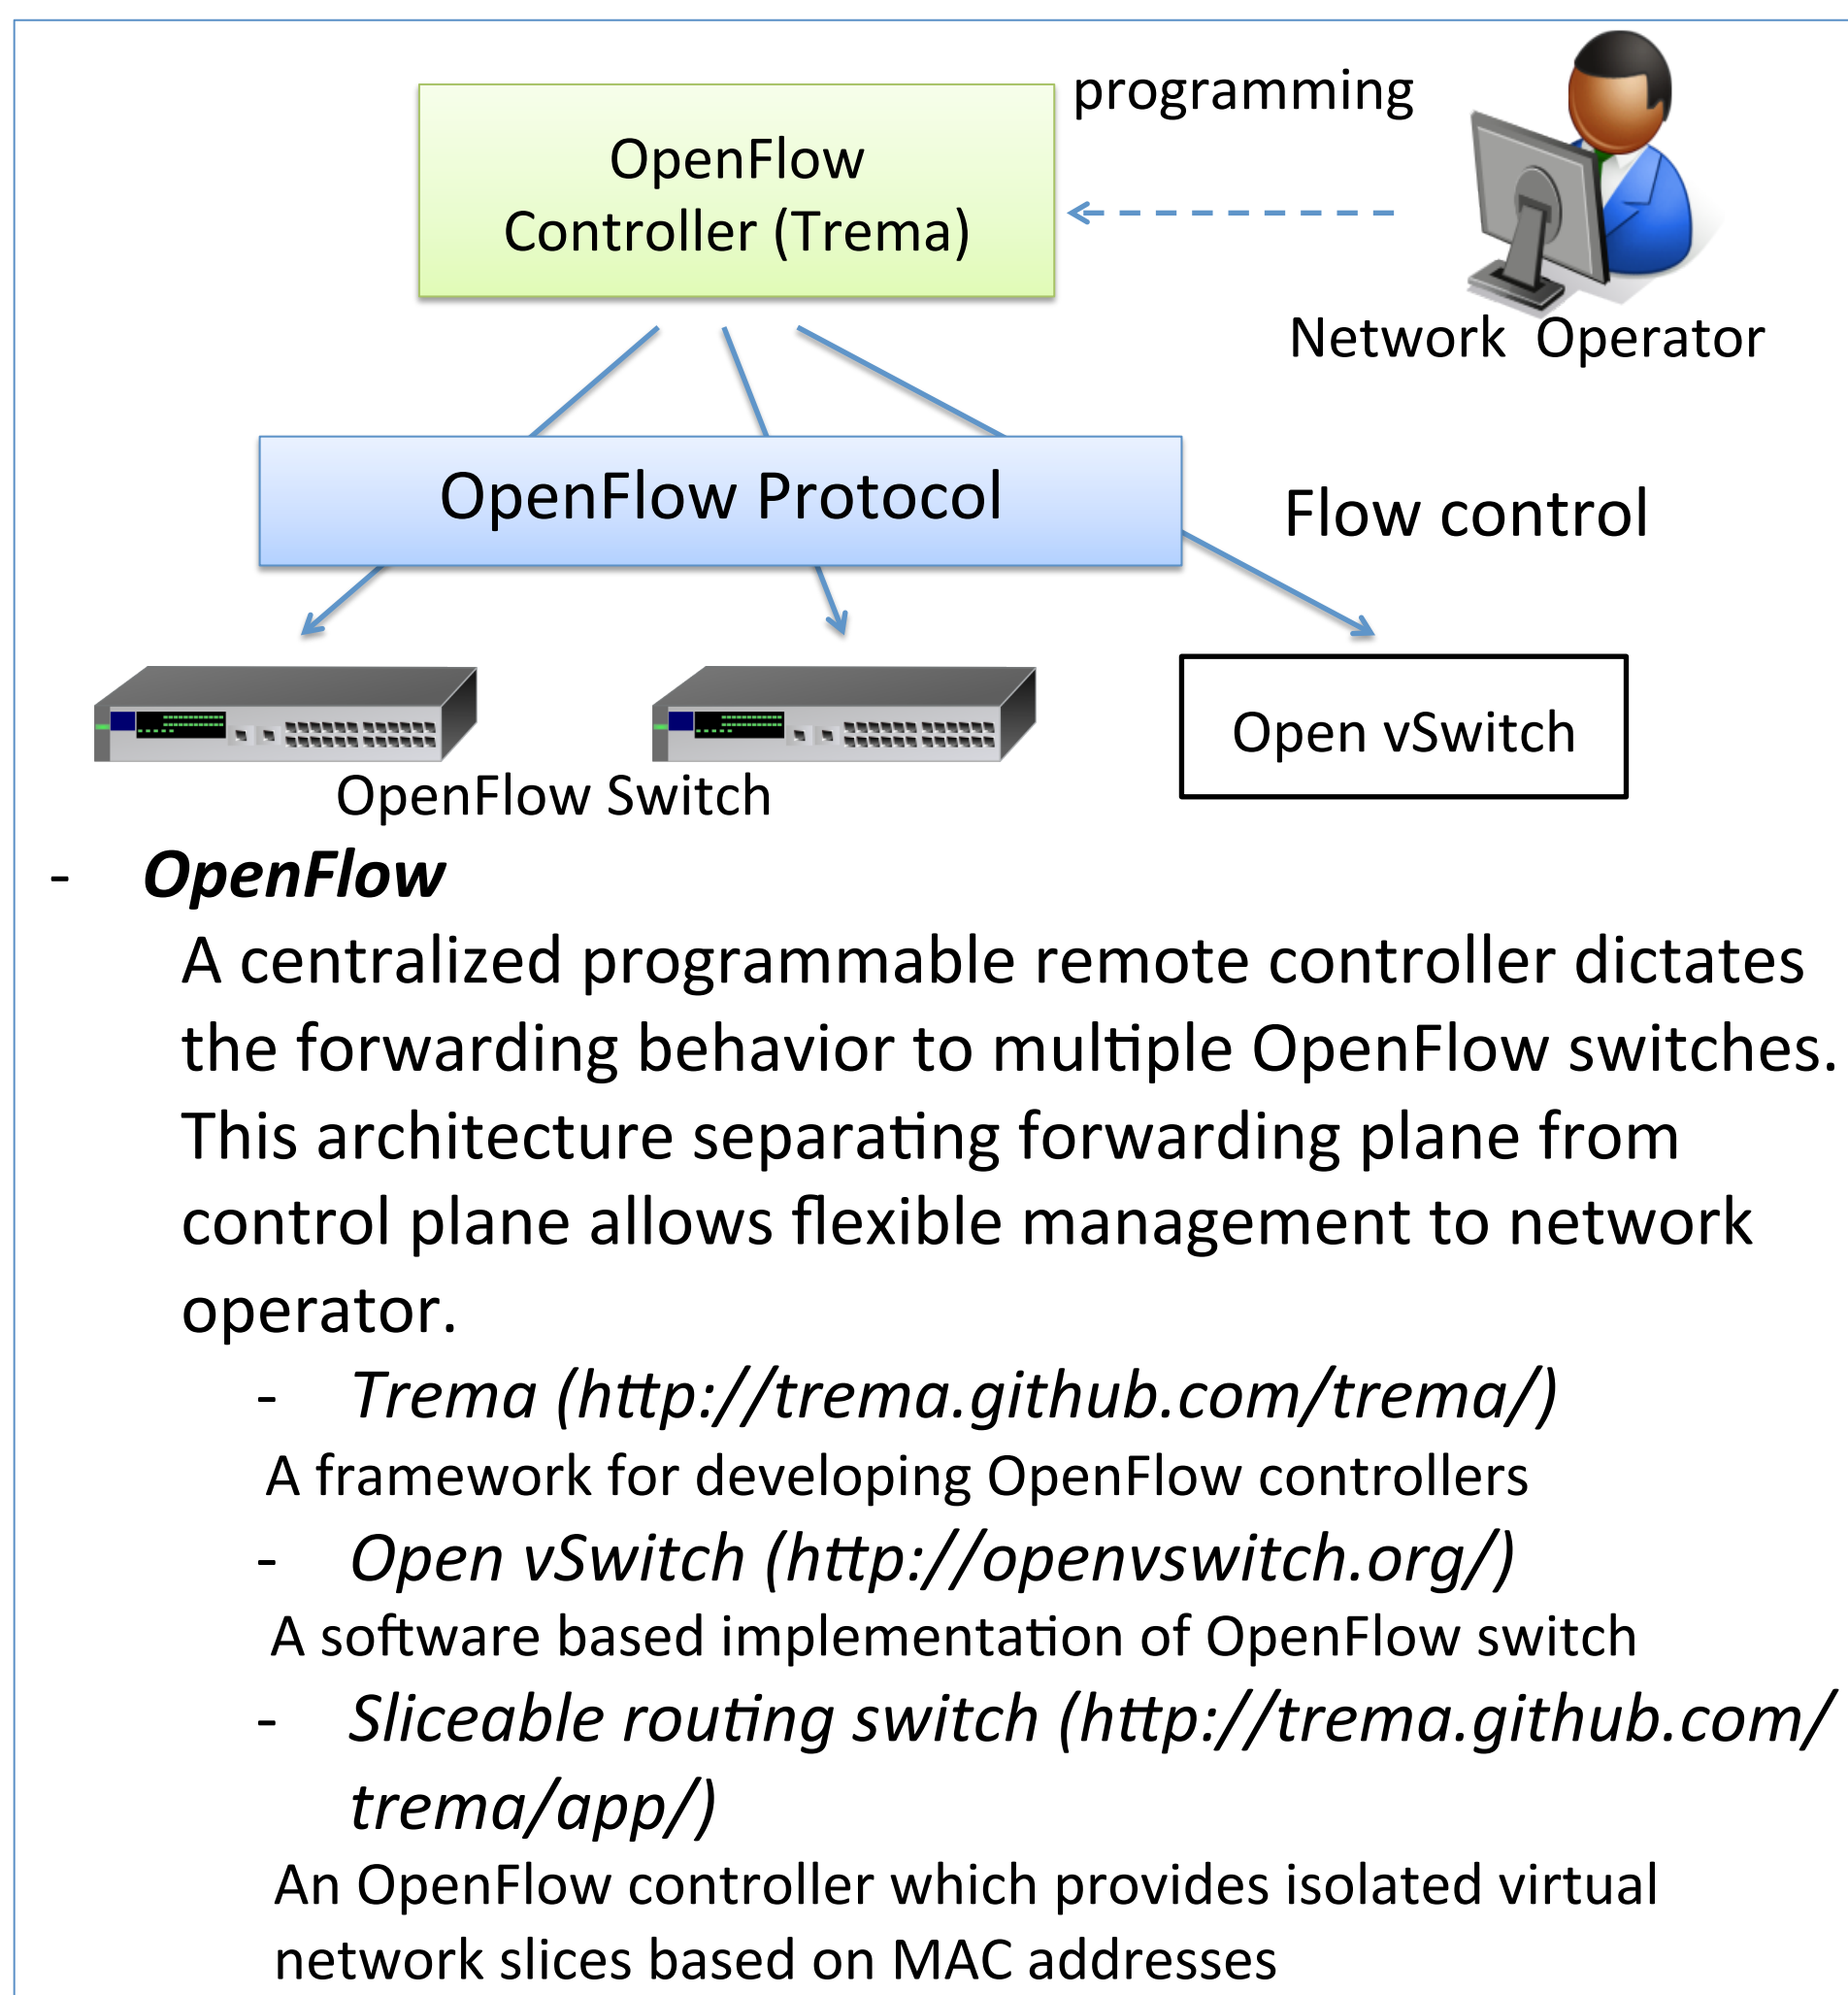 programming
OpenFlow
Controller (Trema)
Network Operator
OpenFlow Protocol
Flow control
Open vSwitch
OpenFlow Switch
- OpenFlow
A centralized programmable remote controller dictates
the forwarding behavior to multiple OpenFlow switches.
This architecture separating forwarding plane from
control plane allows flexible management to network
operator.
- Trema (http://trema.github.com/trema/)
A framework for developing OpenFlow controllers
- Open vSwitch (http://openvswitch.org/)
A software based implementation of OpenFlow switch
- Sliceable routing switch (http://trema.github.com/
trema/app/)
An OpenFlow controller which provides isolated virtual
network slices based on MAC addresses